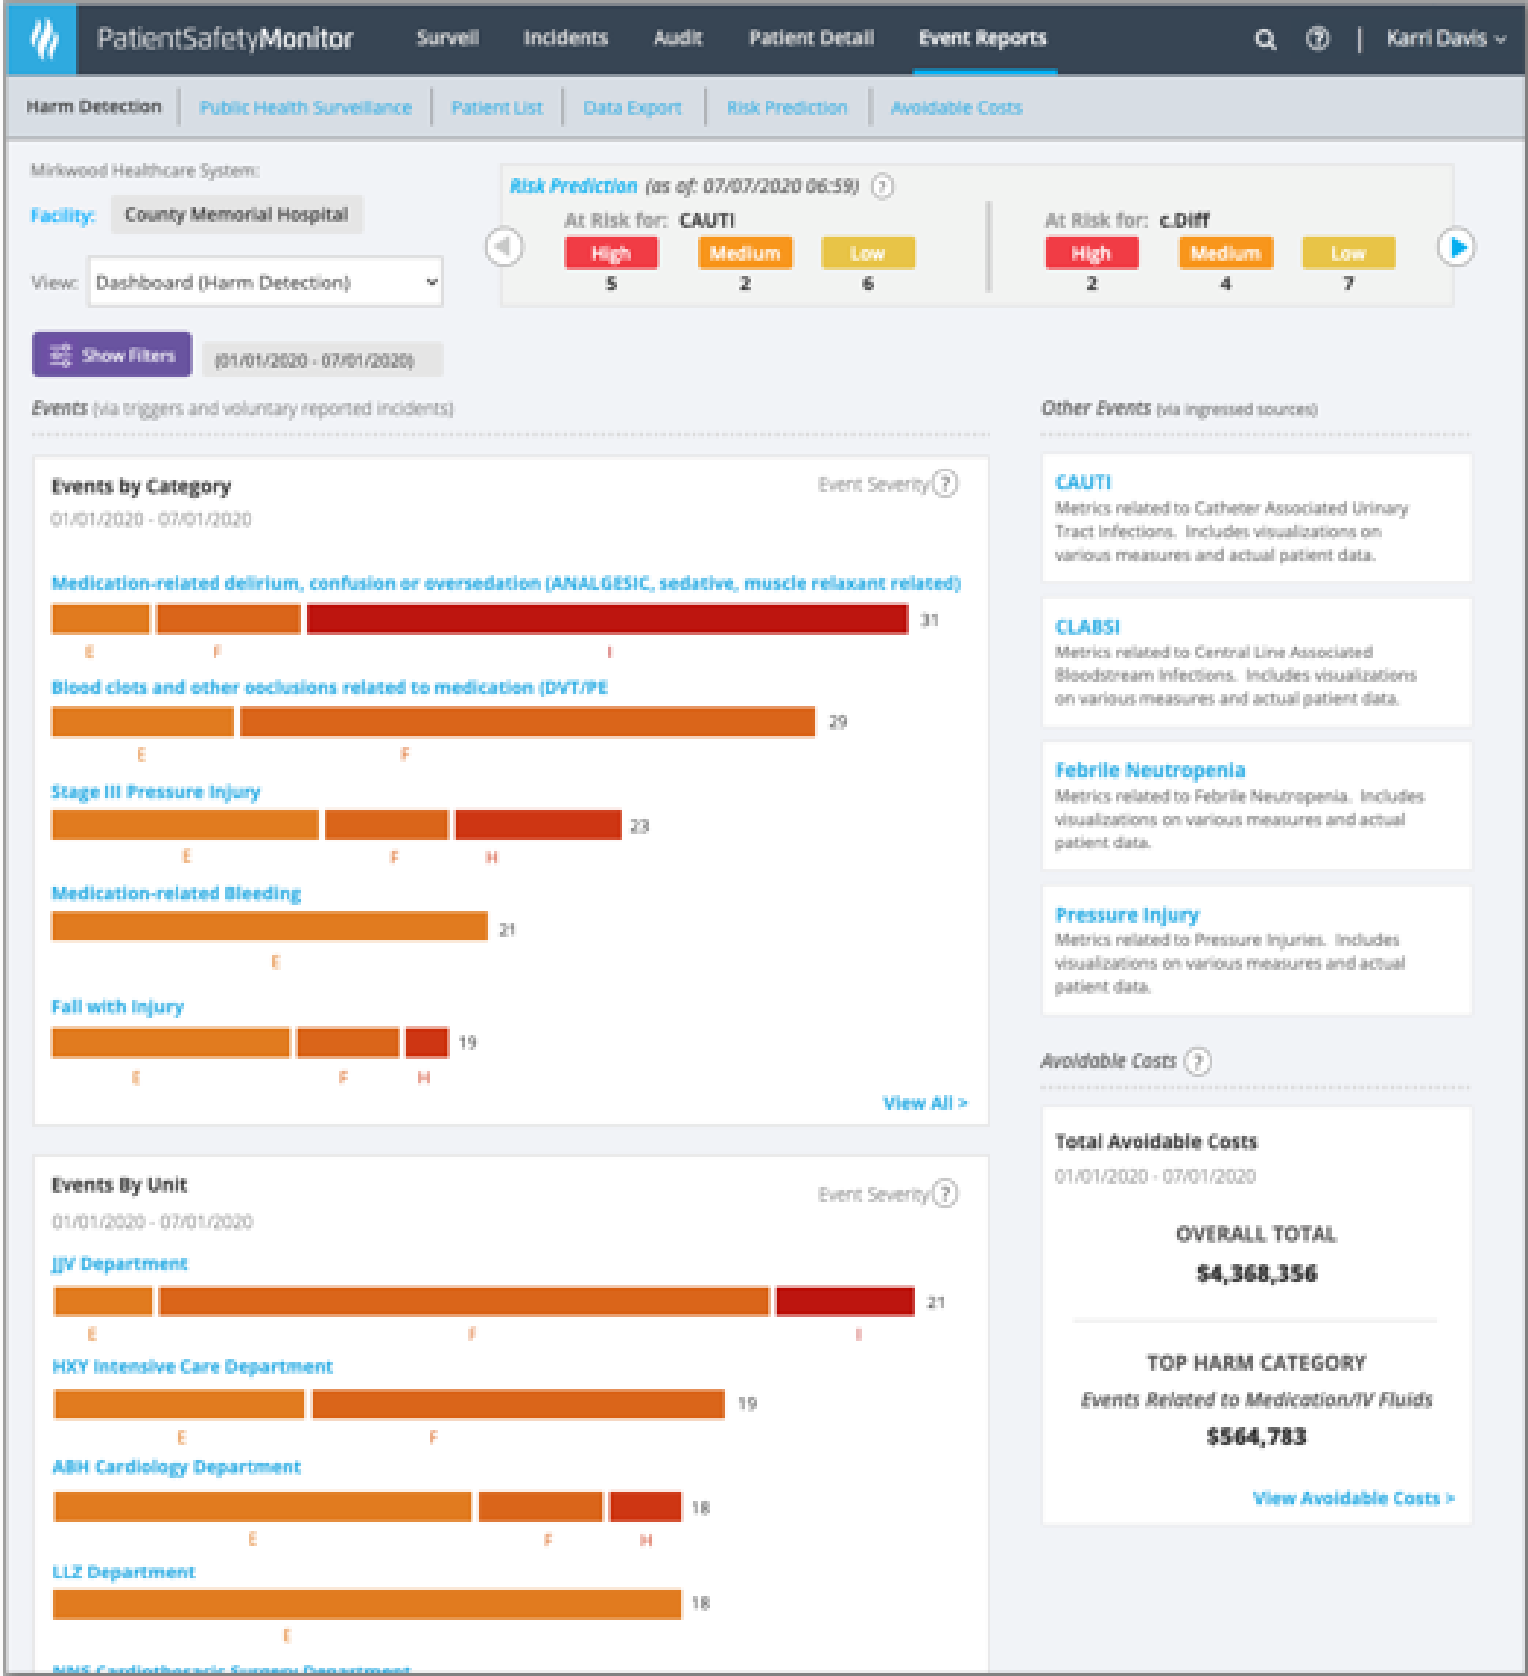 PatientSafetyMonitor
Surveil Incidents Audit Patient Detail Event Reports
? | Karri Davis
Harm Detection Public Health Surveillance Patient List Data Export Risk Prediction Avoidable Costs
Mirkwood Healthcare System:
Facility: County Memorial Hospital
View: Dashboard (Harm Detection)
Risk Prediction (as of: 07/07/2020 06:59) ?
At Risk for: CAUTI
High Medium Low
5 2 6
At Risk for: c.Diff
High Medium Low
2 4 7
Show Filters (01/01/2020 - 07/01/2020)
Events (via triggers and voluntary reported incidents)
Events by Category
Event Severity ?
01/01/2020 - 07/01/2020
Medication-related delirium, confusion or oversedation (ANALGESIC, sedative, muscle relaxant related)
31
E F I
Blood clots and other occlusions related to medication (DVT/PE
29
E F
Stage III Pressure Injury
23
E F H
Medication-related Bleeding
21
E
Fall with Injury
19
E F H
View All >
Events By Unit
Event Severity ?
01/01/2020 - 07/01/2020
JJV Department
21
E F I
HXY Intensive Care Department
19
E F
ABH Cardiology Department
18
E F H
LLZ Department
18
E
NNS Cardiothoracic Surgery Department
Other Events (via ingressed sources)
CAUTI
Metrics related to Catheter Associated Urinary
Tract Infections. Includes visualizations on
various measures and actual patient data.
CLABSI
Metrics related to Central Line Associated
Bloodstream Infections. Includes visualizations
on various measures and actual patient data.
Febrile Neutropenia
Metrics related to Febrile Neutropenia. Includes
visualizations on various measures and actual
patient data.
Pressure Injury
Metrics related to Pressure Injuries. Includes
visualizations on various measures and actual
patient data.
Avoidable Costs ?
Total Avoidable Costs
01/01/2020 - 07/01/2020
OVERALL TOTAL
$4,368,356
TOP HARM CATEGORY
Events Related to Medication/IV Fluids
$564,783
View Avoidable Costs >